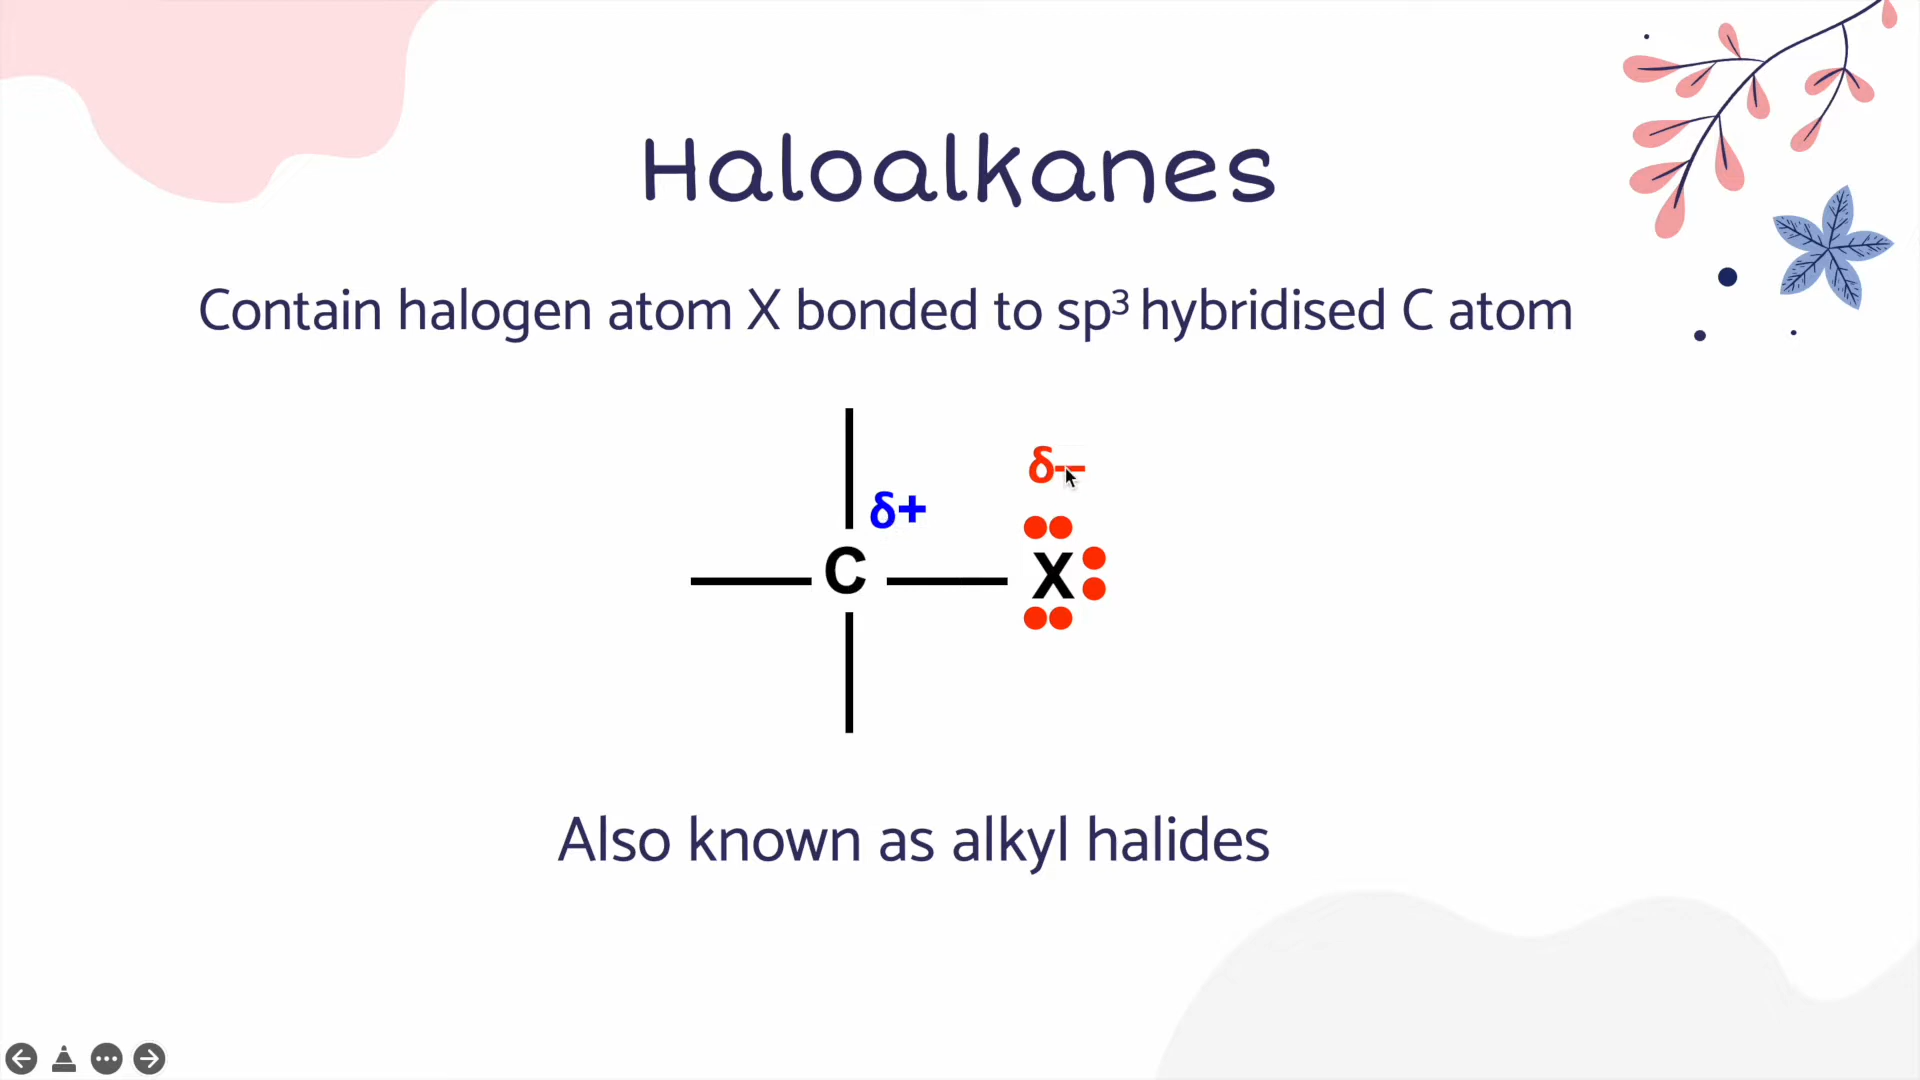 Haloalkanes
Contain halogen atom X bonded to sp³ hybridised C atom
δ–
δ+
C X
Also known as alkyl halides